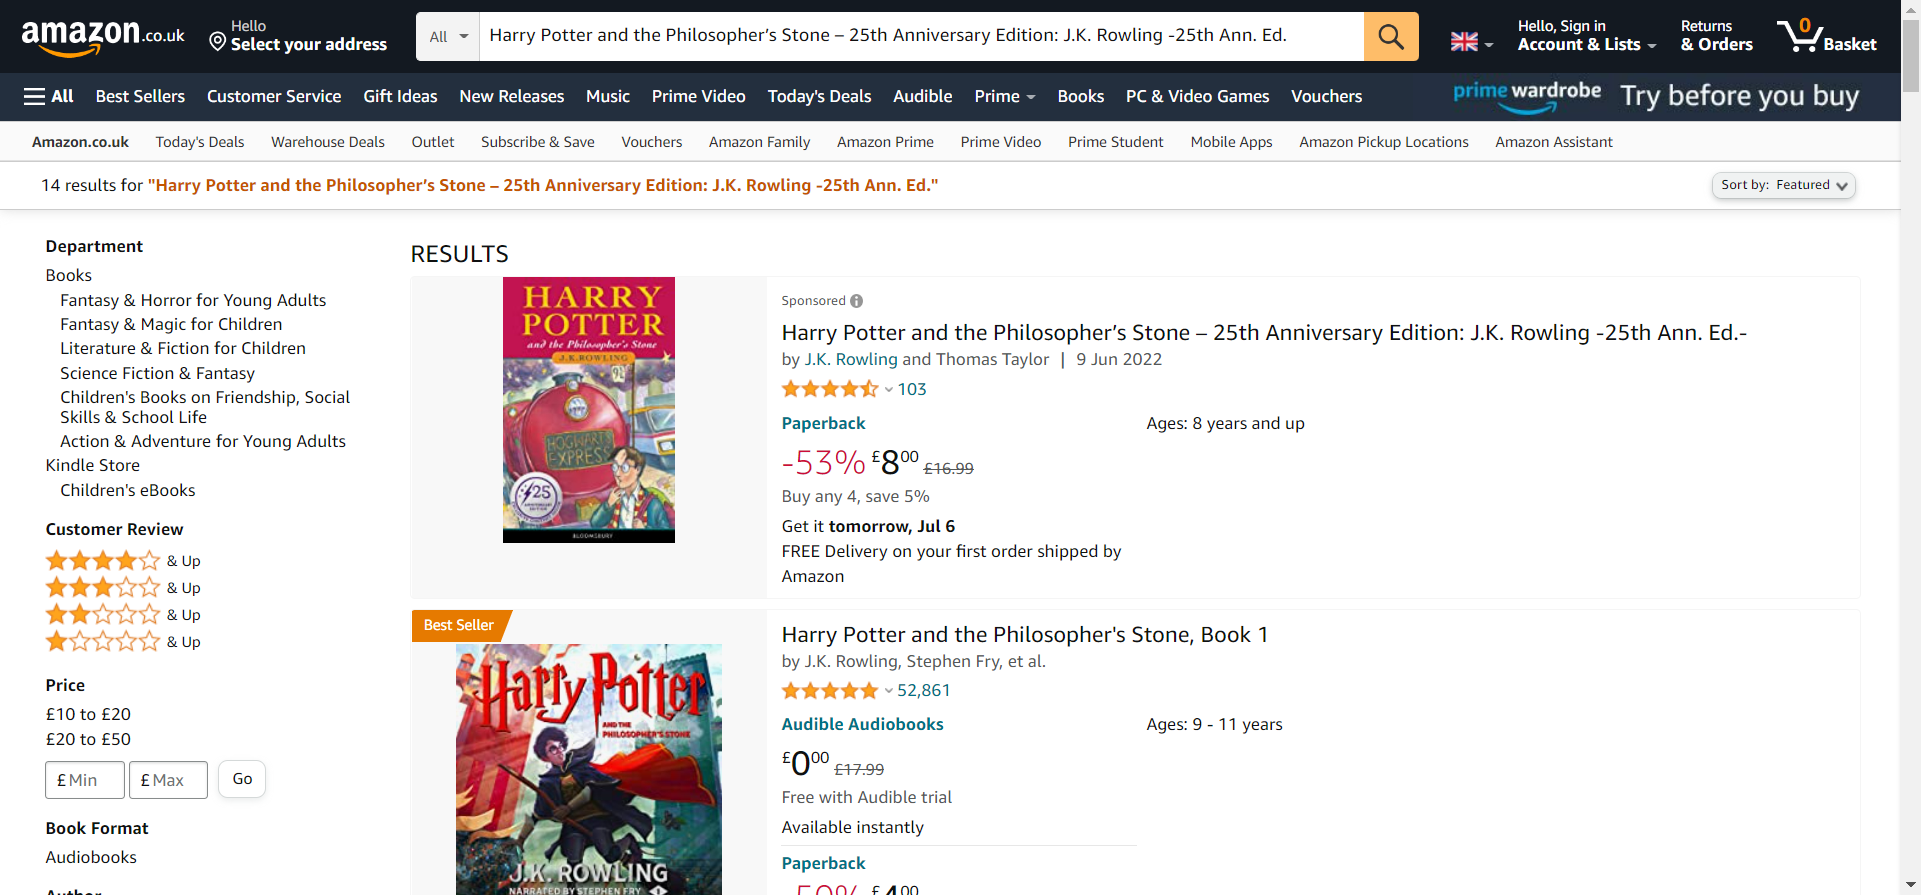 amazon.co.uk
Hello
Select your address
All
Harry Potter and the Philosopher’s Stone – 25th Anniversary Edition: J.K. Rowling -25th Ann. Ed.
Hello, Sign in
Account & Lists
Returns
& Orders
0
Basket
All
Best Sellers
Customer Service
Gift Ideas
New Releases
Music
Prime Video
Today's Deals
Audible
Prime
Books
PC & Video Games
Vouchers
prime wardrobe
Try before you buy
Amazon.co.uk
Today's Deals
Warehouse Deals
Outlet
Subscribe & Save
Vouchers
Amazon Family
Amazon Prime
Prime Video
Prime Student
Mobile Apps
Amazon Pickup Locations
Amazon Assistant
14 results for "Harry Potter and the Philosopher’s Stone – 25th Anniversary Edition: J.K. Rowling -25th Ann. Ed."
Sort by: Featured
Department
Books
Fantasy & Horror for Young Adults
Fantasy & Magic for Children
Literature & Fiction for Children
Science Fiction & Fantasy
Children's Books on Friendship, Social
Skills & School Life
Action & Adventure for Young Adults
Kindle Store
Children's eBooks
Customer Review
& Up
& Up
& Up
& Up
Price
£10 to £20
£20 to £50
£ Min
£ Max
Go
Book Format
Audiobooks
Author
RESULTS
HARRY
POTTER
and the Philosopher's Stone
J.K.ROWLING
9¾
HOGWARTS
EXPRESS
25
ANNIVERSARY
EDITION
BLOOMSBURY
Sponsored
Harry Potter and the Philosopher’s Stone – 25th Anniversary Edition: J.K. Rowling -25th Ann. Ed.-
by J.K. Rowling and Thomas Taylor | 9 Jun 2022
103
Paperback
Ages: 8 years and up
-53% £800 £16.99
Buy any 4, save 5%
Get it tomorrow, Jul 6
FREE Delivery on your first order shipped by
Amazon
Best Seller
Harry Potter
AND THE
PHILOSOPHER'S STONE
J.K. ROWLING
NARRATED BY STEPHEN FRY
1
Harry Potter and the Philosopher's Stone, Book 1
by J.K. Rowling, Stephen Fry, et al.
52,861
Audible Audiobooks
Ages: 9 - 11 years
£000 £17.99
Free with Audible trial
Available instantly
Paperback
-50% £400